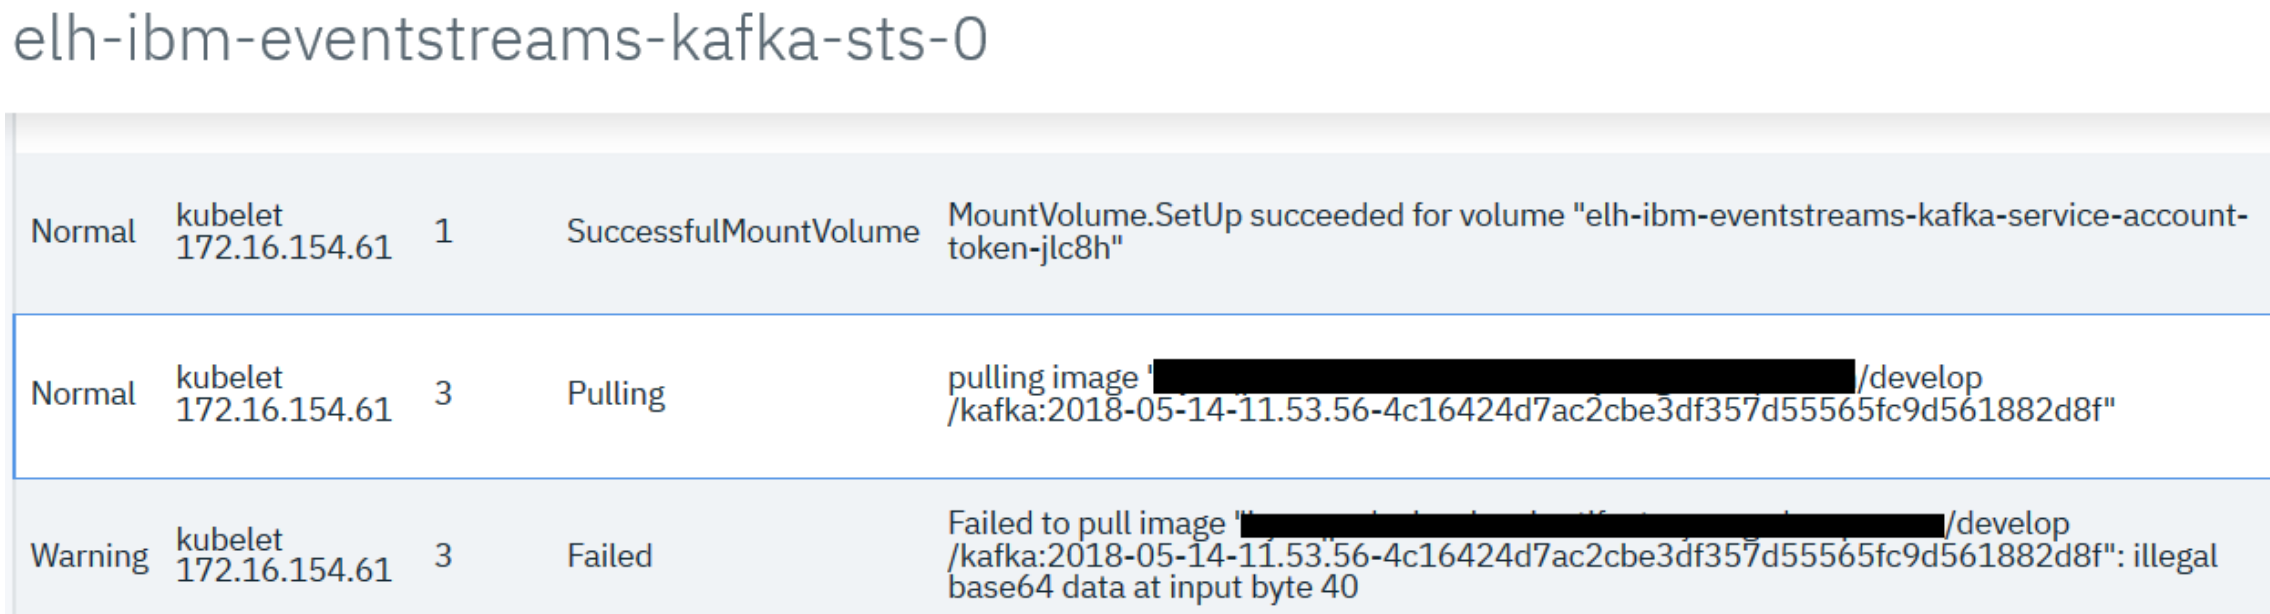 elh-ibm-eventstreams-kafka-sts-0
Normal kubelet 172.16.154.61 1 SuccessfulMountVolume MountVolume.SetUp succeeded for volume "elh-ibm-eventstreams-kafka-service-account-
token-jlc8h"
Normal kubelet 172.16.154.61 3 Pulling pulling image " /develop
/kafka:2018-05-14-11.53.56-4c16424d7ac2cbe3df357d55565fc9d561882d8f"
Warning kubelet 172.16.154.61 3 Failed Failed to pull image " /develop
/kafka:2018-05-14-11.53.56-4c16424d7ac2cbe3df357d55565fc9d561882d8f": illegal
base64 data at input byte 40